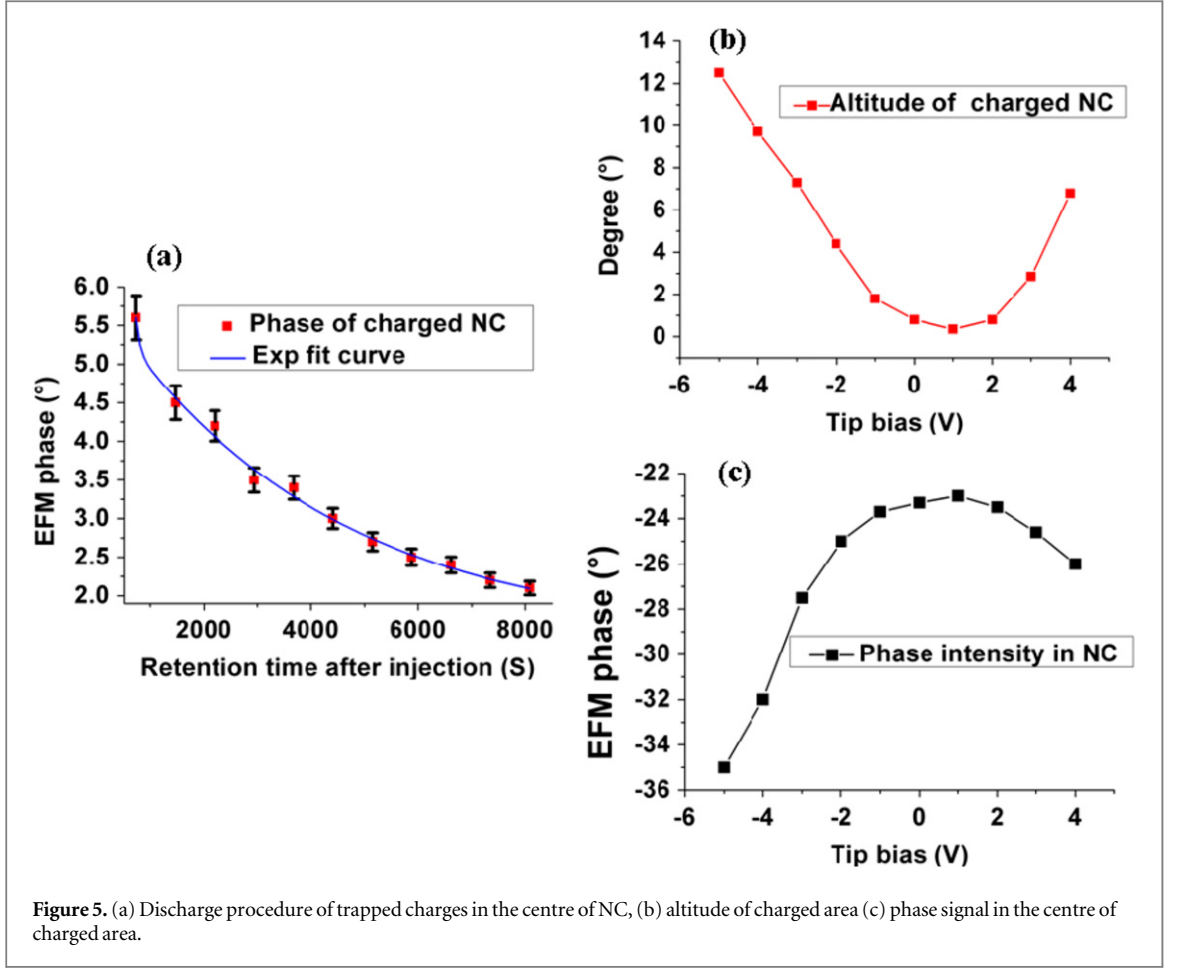 (a)
Phase of charged NC
Exp fit curve
EFM phase (°)
6.0
5.5
5.0
4.5
4.0
3.5
3.0
2.5
2.0
2000 4000 6000 8000
Retention time after injection (S)
(b)
Altitude of charged NC
Degree (°)
14
12
10
8
6
4
2
0
-6 -4 -2 0 2 4
Tip bias (V)
(c)
Phase intensity in NC
EFM phase (°)
-22
-24
-26
-28
-30
-32
-34
-36
-6 -4 -2 0 2 4
Tip bias (V)
Figure 5. (a) Discharge procedure of trapped charges in the centre of NC, (b) altitude of charged area (c) phase signal in the centre of
charged area.